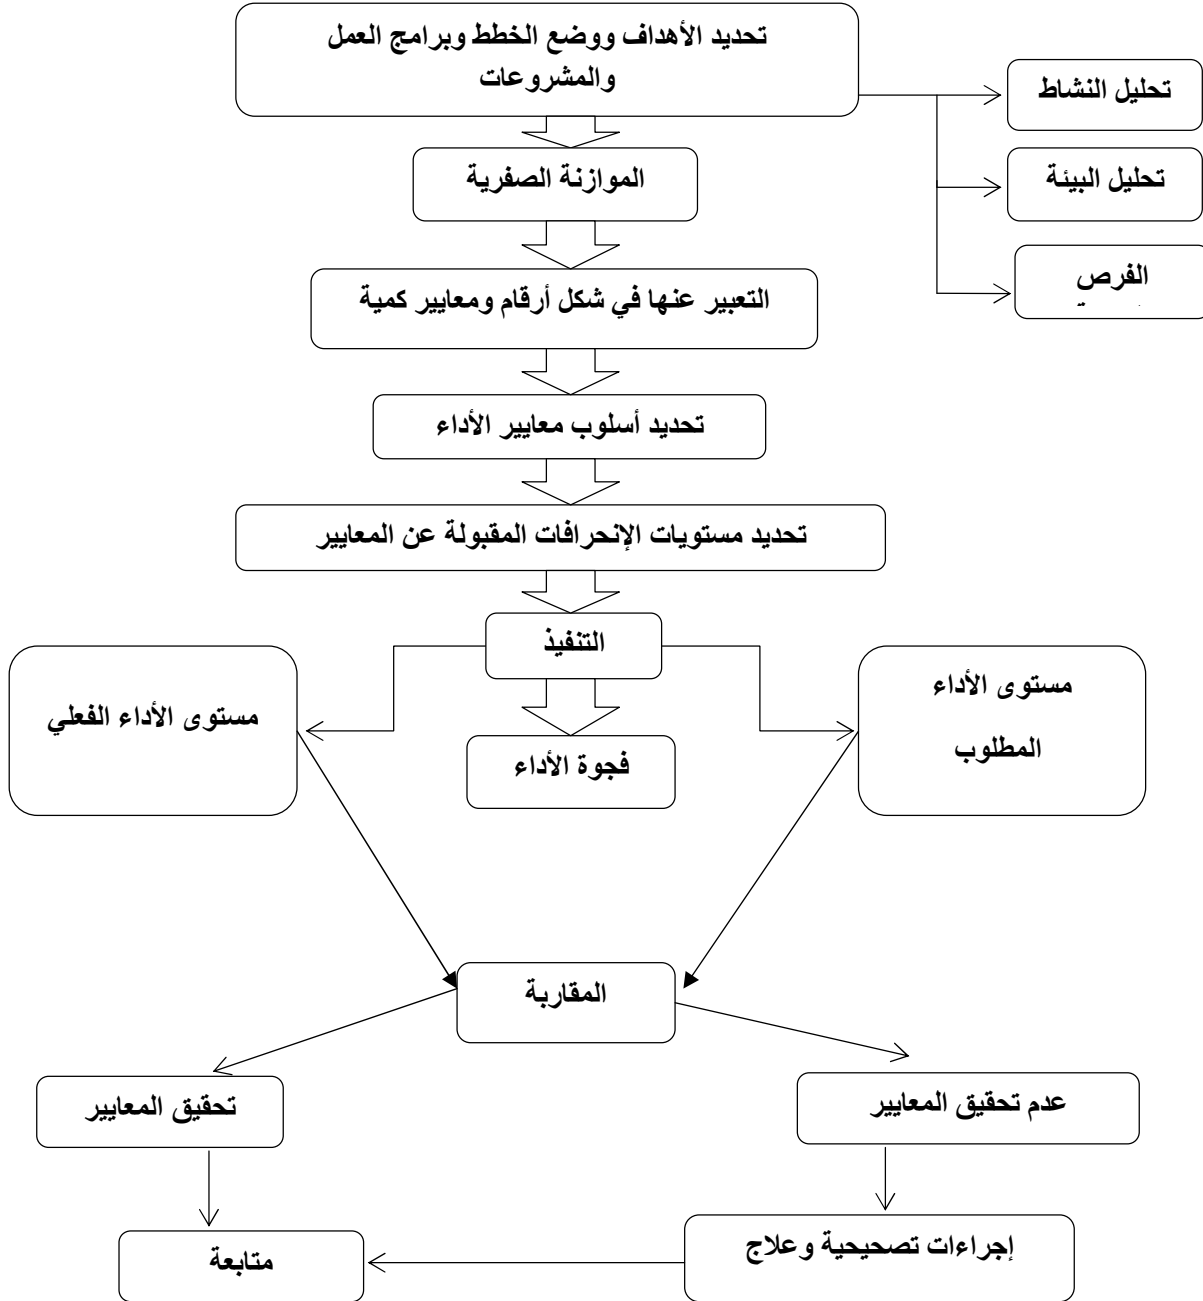 تحديد الأهداف ووضع الخطط وبرامج العمل
والمشروعات
تحليل النشاط
الموازنة الصفرية
تحليل البيئة
الفرص
التعبير عنها في شكل أرقام ومعايير كمية
تحديد أسلوب معايير الأداء
تحديد مستويات الإنحرافات المقبولة عن المعايير
التنفيذ
مستوى الأداء
المطلوب
فجوة الأداء
مستوى الأداء الفعلي
المقاربة
عدم تحقيق المعايير
تحقيق المعايير
إجراءات تصحيحية وعلاج
متابعة